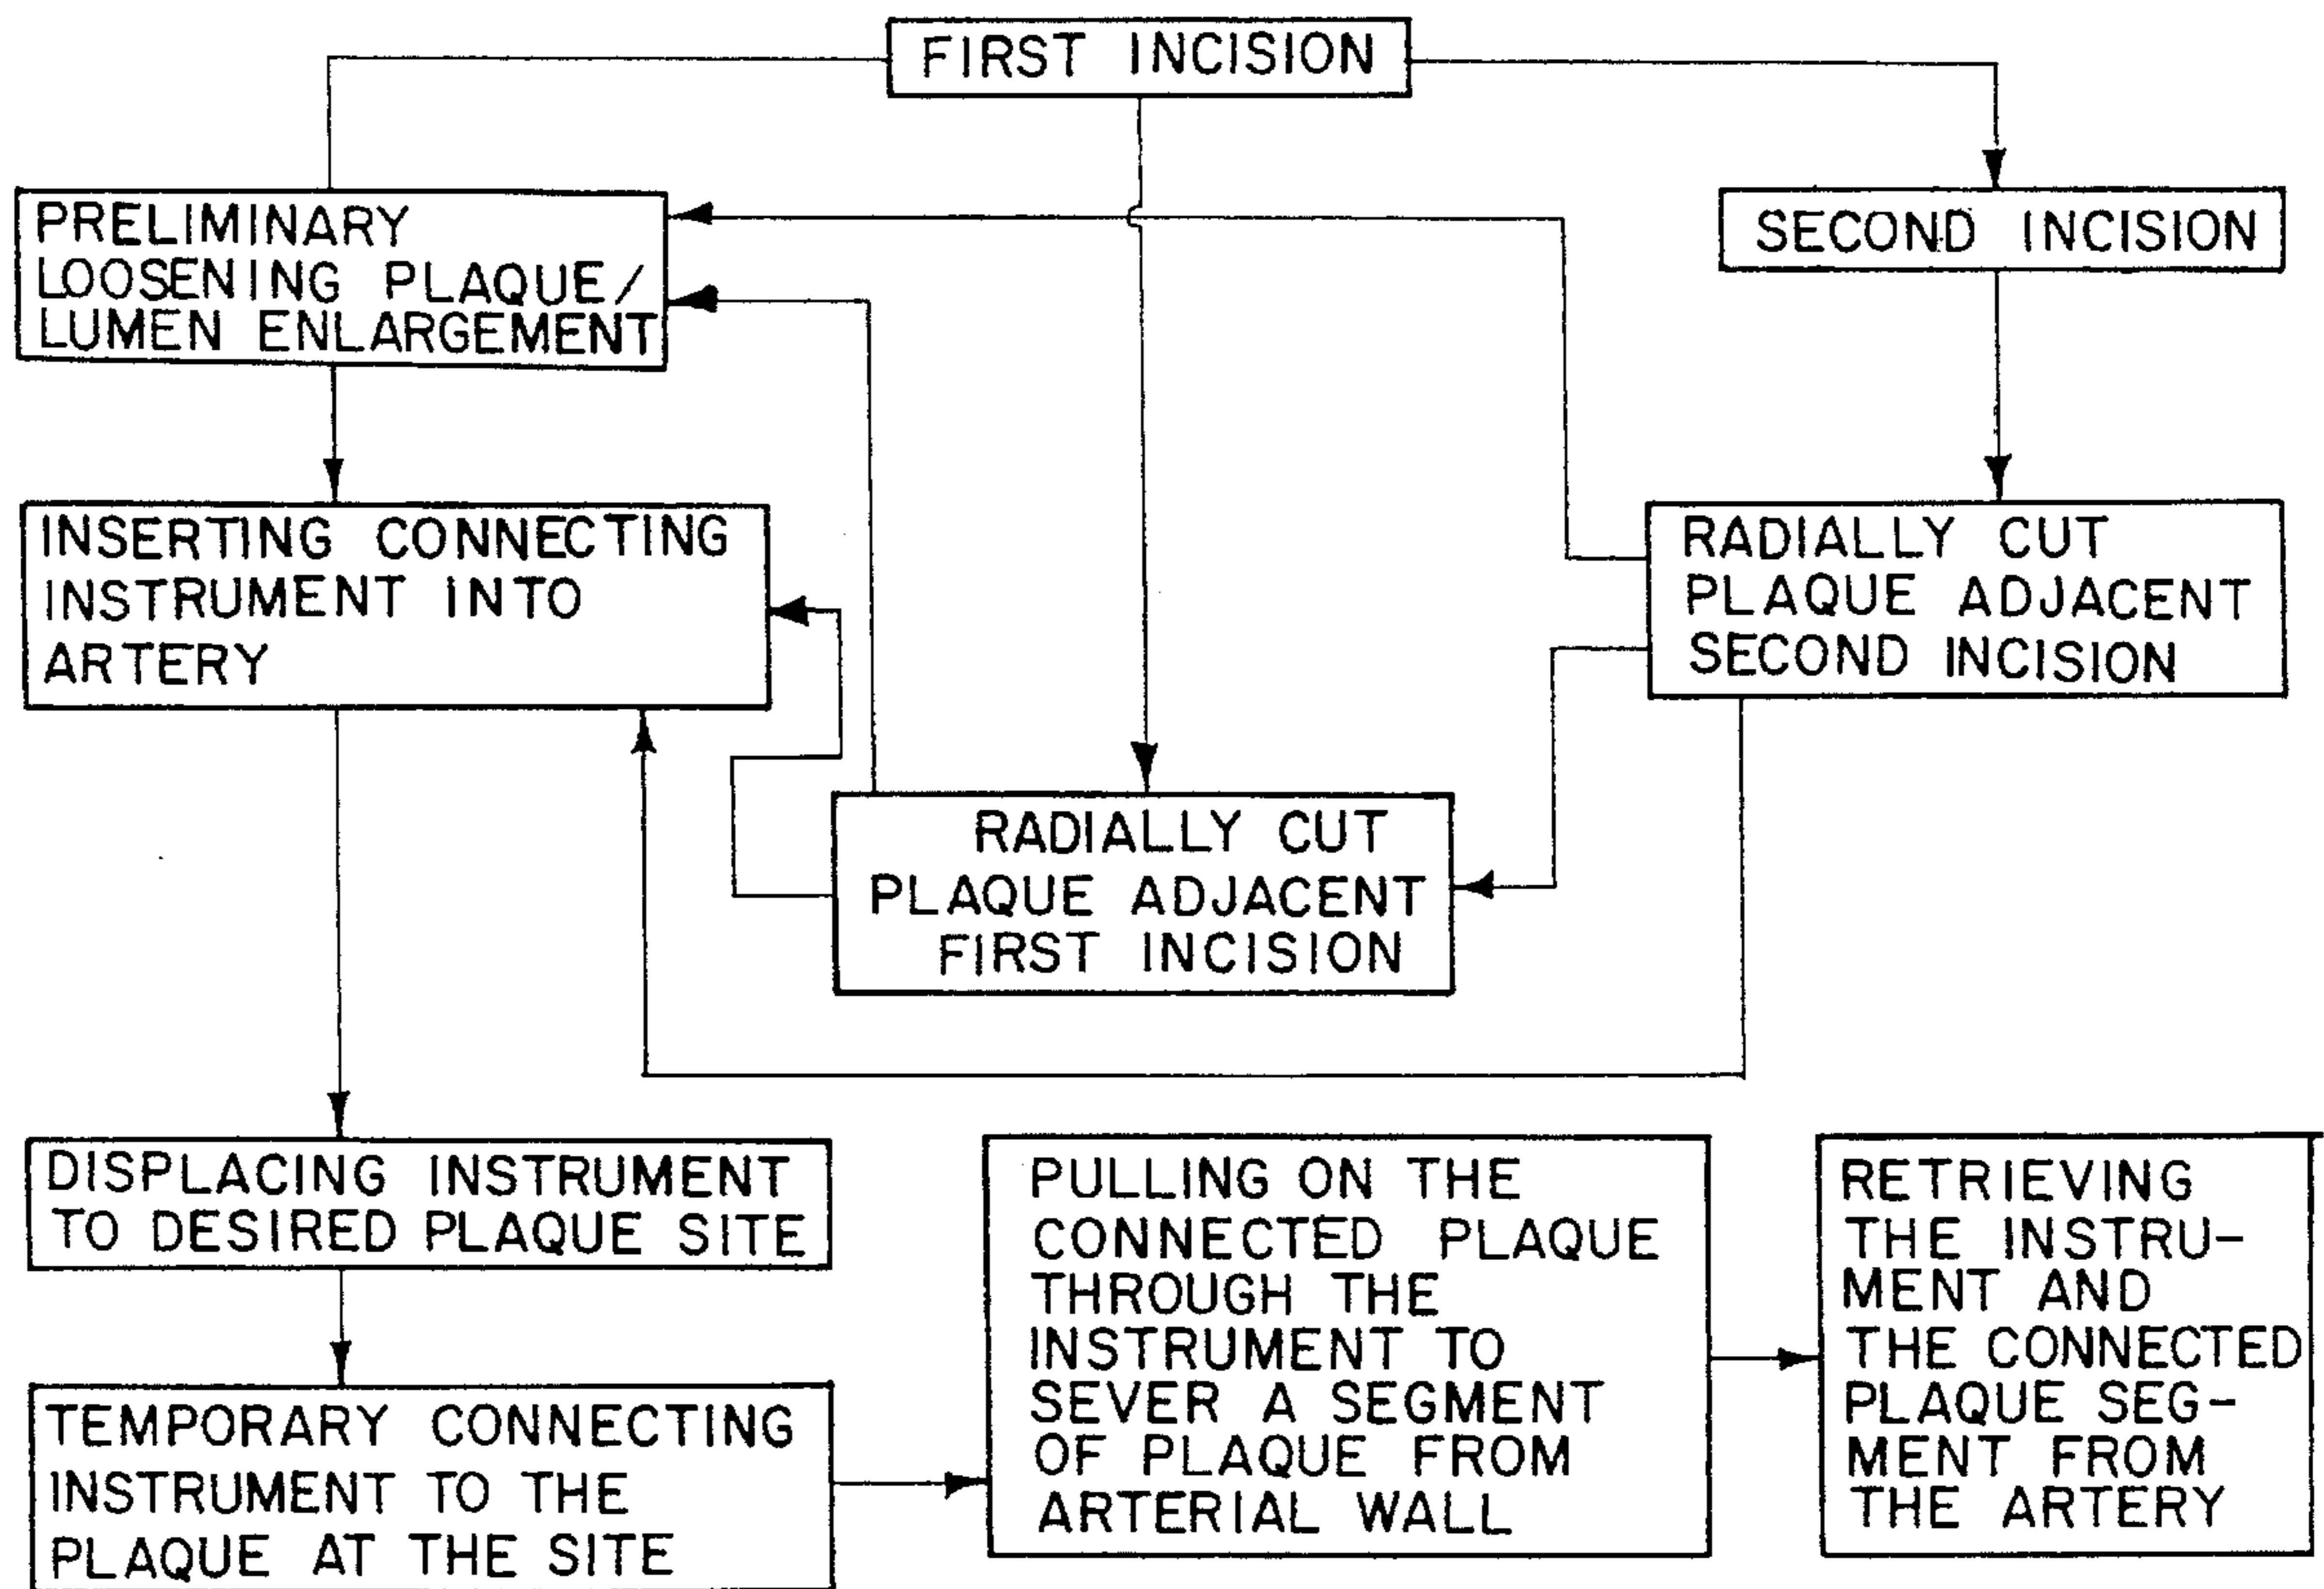 FIRST INCISION
PRELIMINARY
LOOSENING PLAQUE/
LUMEN ENLARGEMENT
SECOND INCISION
INSERTING CONNECTING
INSTRUMENT INTO
ARTERY
RADIALLY CUT
PLAQUE ADJACENT
SECOND INCISION
RADIALLY CUT
PLAQUE ADJACENT
FIRST INCISION
DISPLACING INSTRUMENT
TO DESIRED PLAQUE SITE
TEMPORARY CONNECTING
INSTRUMENT TO THE
PLAQUE AT THE SITE
PULLING ON THE
CONNECTED PLAQUE
THROUGH THE
INSTRUMENT TO
SEVER A SEGMENT
OF PLAQUE FROM
ARTERIAL WALL
RETRIEVING
THE INSTRU-
MENT AND
THE CONNECTED
PLAQUE SEG-
MENT FROM
THE ARTERY